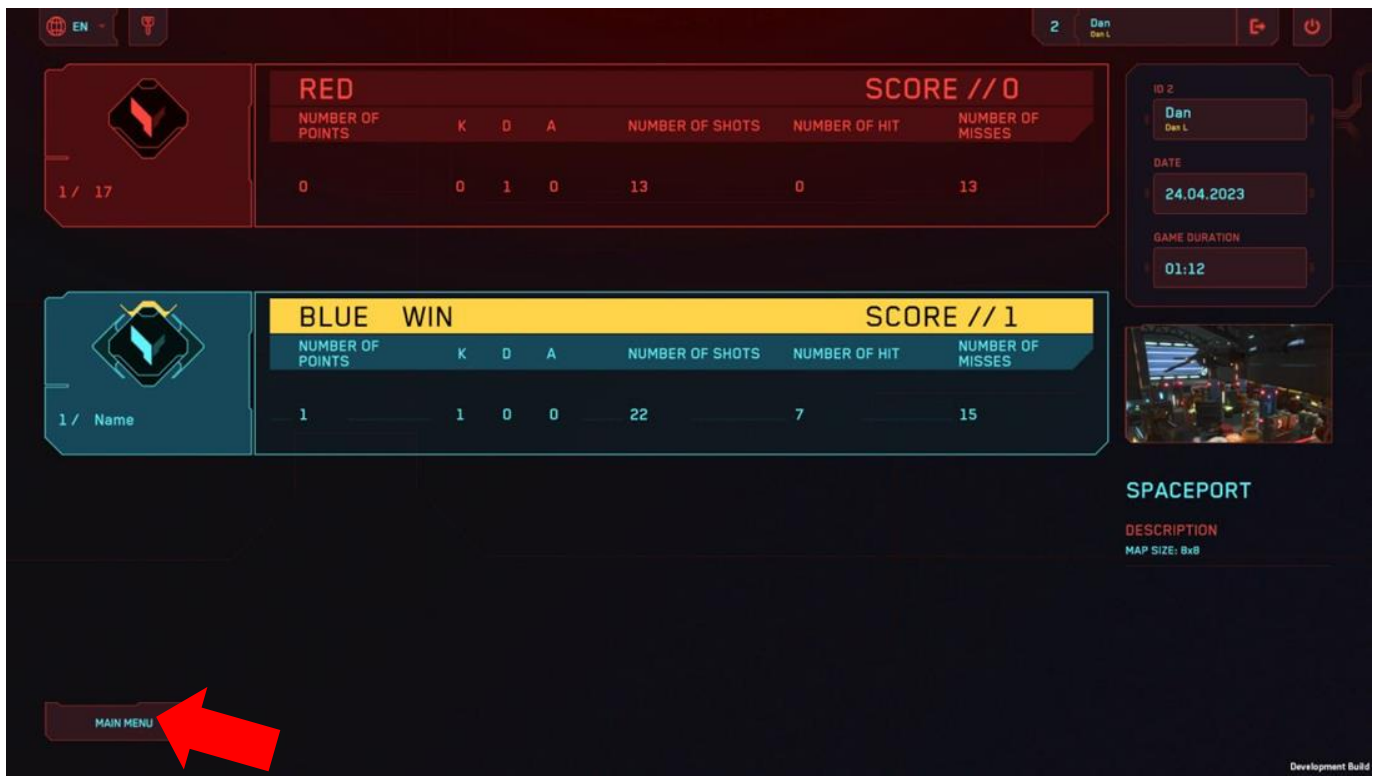 EN
2 Dan
Dan L
RED SCORE // 0
NUMBER OF POINTS K D A NUMBER OF SHOTS NUMBER OF HIT NUMBER OF MISSES
1 / 17 0 0 1 0 13 0 13
BLUE WIN SCORE // 1
NUMBER OF POINTS K D A NUMBER OF SHOTS NUMBER OF HIT NUMBER OF MISSES
1 / Name 1 1 0 0 22 7 15
ID 2
Dan
Dan L
DATE
24.04.2023
GAME DURATION
01:12
SPACEPORT
DESCRIPTION
MAP SIZE: 8x8
MAIN MENU
Development Build